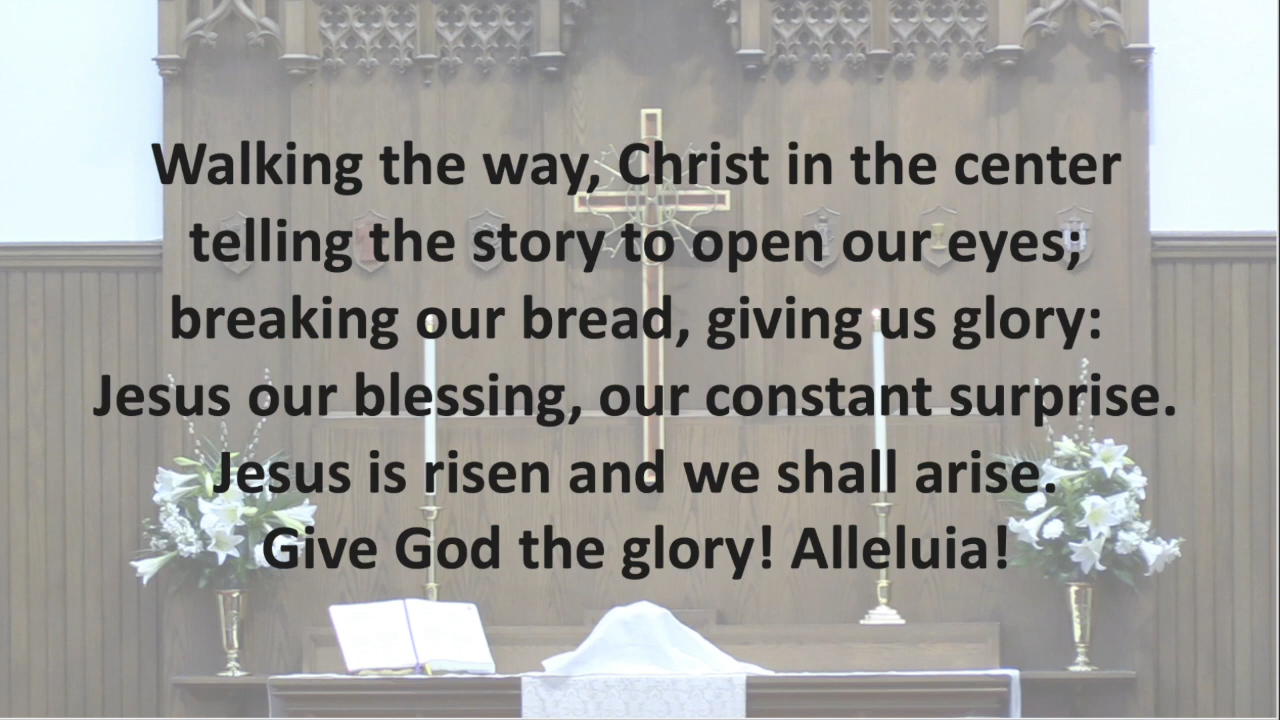 Walking the way, Christ in the center
telling the story to open our eyes;
breaking our bread, giving us glory:
Jesus our blessing, our constant surprise.
Jesus is risen and we shall arise.
Give God the glory! Alleluia!